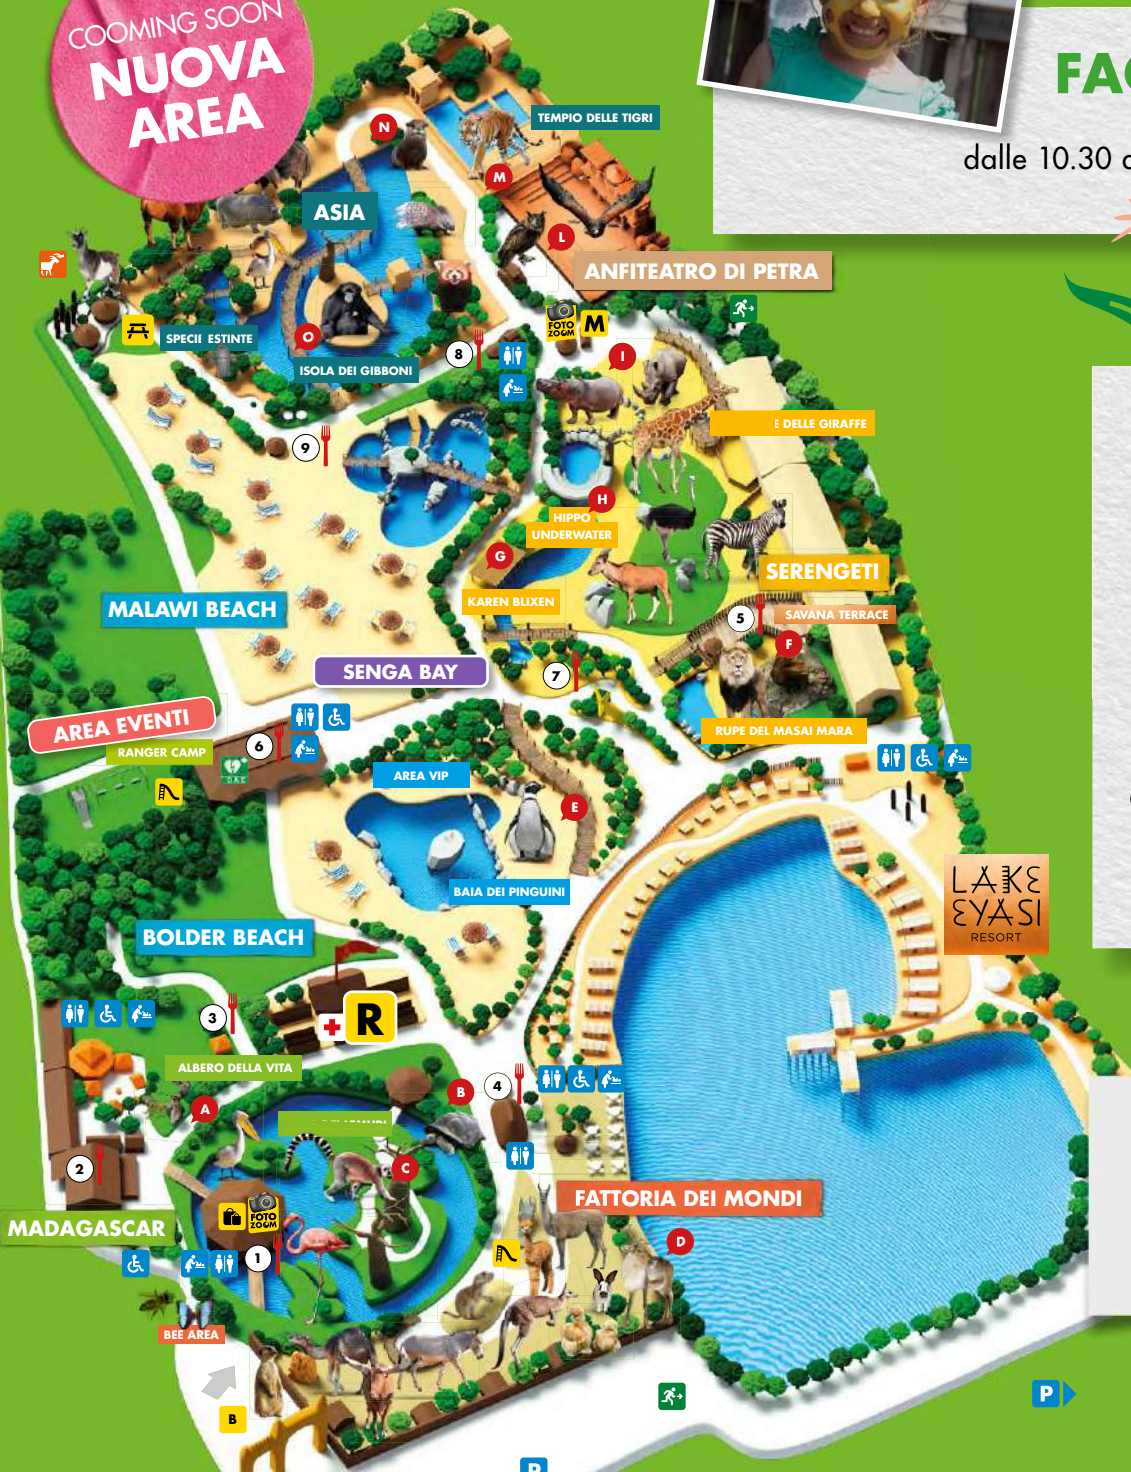 COOMING SOON
NUOVA
AREA
FAC
dalle 10.30 a
N
TEMPIO DELLE TIGRI
M
ASIA
L
ANFITEATRO DI PETRA
FOTO
ZOOM
M
SPECIE ESTINTE
O
ISOLA DEI GIBBONI
8
I
E DELLE GIRAFFE
9
H
HIPPO
UNDERWATER
G
SERENGETI
KAREN BLIXEN
MALAWI BEACH
5
SAVANA TERRACE
F
SENGA BAY
7
AREA EVENTI
RANGER CAMP
6
DAE
RUPE DEL MASAI MARA
AREA VIP
E
BAIA DEI PINGUINI
LAKE
EYASI
RESORT
BOLDER BEACH
3
R
ALBERO DELLA VITA
4
B
A
C
2
FATTORIA DEI MONDI
MADAGASCAR
FOTO
ZOOM
1
D
BEE AREA
B
P
P